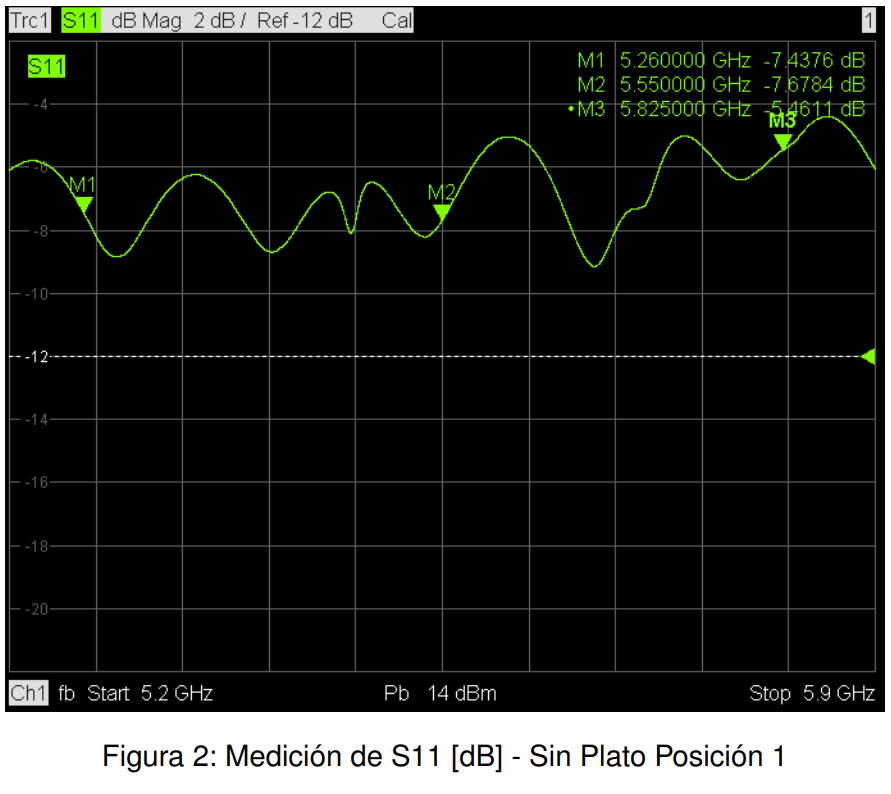 Trc1 S11 dB Mag 2 dB / Ref -12 dB Cal 1
S11
M1 5.260000 GHz -7.4376 dB
M2 5.550000 GHz -7.6784 dB
•M3 5.825000 GHz -5.4611 dB
M3
-4
-6
M1
M2
-8
-10
-12
-14
-16
-18
-20
Ch1 fb Start 5.2 GHz Pb 14 dBm Stop 5.9 GHz
Figura 2: Medición de S11 [dB] - Sin Plato Posición 1